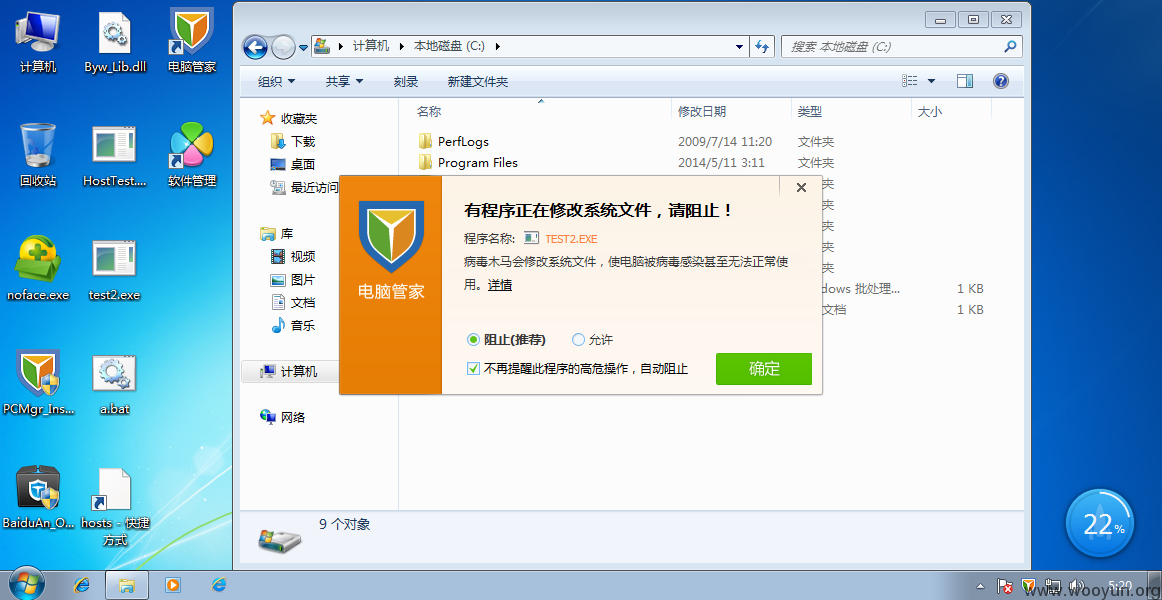 计算机
Byw_Lib.dll
电脑管家
回收站
HostTest....
软件管理
noface.exe
test2.exe
PCMgr_Ins...
a.bat
BaiduAn_O...
hosts - 快捷
方式
计算机 本地磁盘 (C:)
搜索 本地磁盘 (C:)
组织 共享 刻录 新建文件夹
收藏夹
下载
桌面
最近访问
库
视频
图片
文档
音乐
计算机
网络
名称 修改日期 类型 大小
PerfLogs 2009/7/14 11:20 文件夹
Program Files 2014/5/11 3:11 文件夹
夹
夹
夹
夹
夹
dows 批处理... 1 KB
文档 1 KB
电脑管家
有程序正在修改系统文件，请阻止！
程序名称: TEST2.EXE
病毒木马会修改系统文件，使电脑被病毒感染甚至无法正常使
用。详情
阻止(推荐) 允许
不再提醒此程序的高危操作，自动阻止
确定
9 个对象
22%
5:20
www.wooyun.org